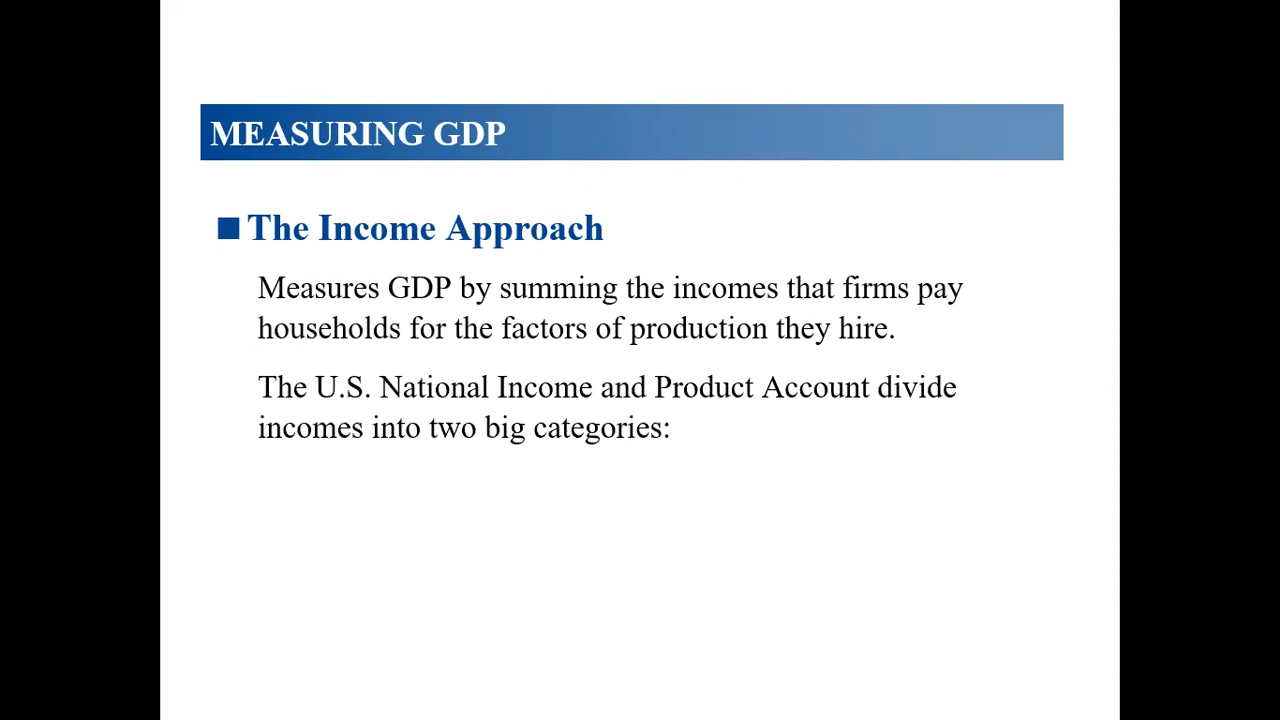 MEASURING GDP
The Income Approach
Measures GDP by summing the incomes that firms pay
households for the factors of production they hire.
The U.S. National Income and Product Account divide
incomes into two big categories: